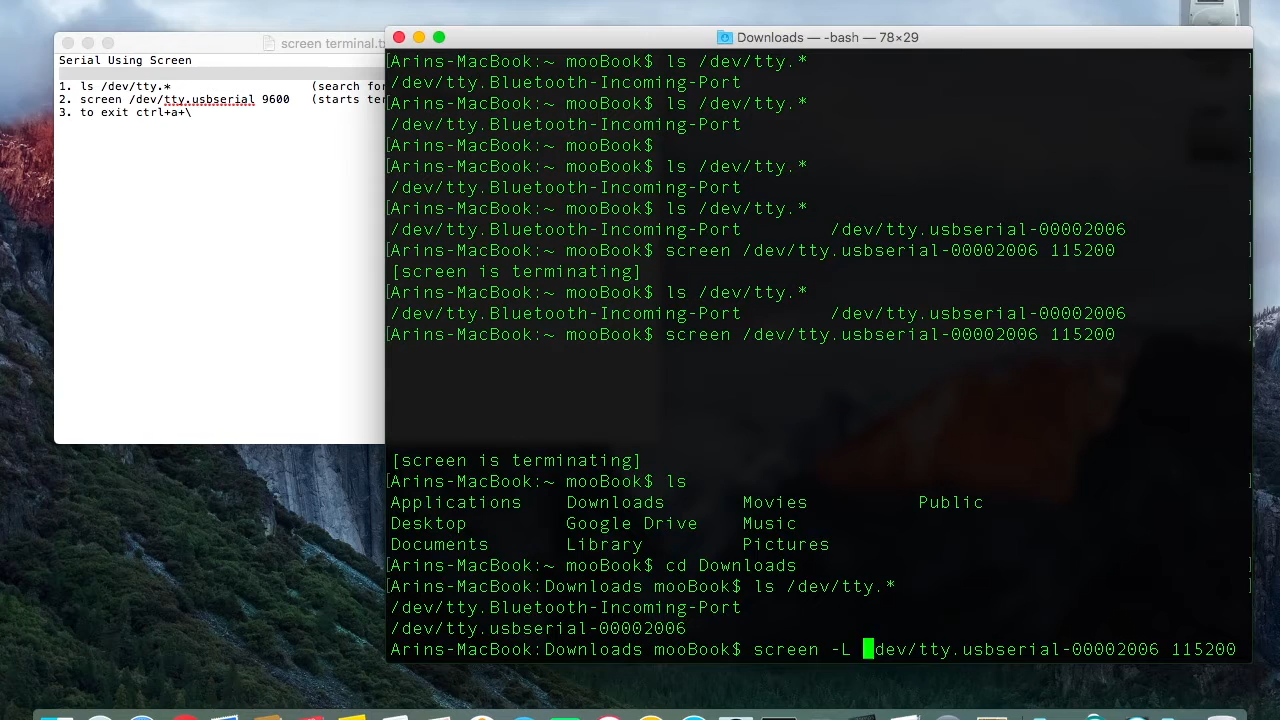 screen terminal.t
Serial Using Screen
1. ls /dev/tty.* (search for
2. screen /dev/tty.usbserial 9600 (starts ter
3. to exit ctrl+a+\
Downloads — -bash — 78×29
[Arins-MacBook:~ mooBook$ ls /dev/tty.* ]
/dev/tty.Bluetooth-Incoming-Port
[Arins-MacBook:~ mooBook$ ls /dev/tty.* ]
/dev/tty.Bluetooth-Incoming-Port
[Arins-MacBook:~ mooBook$ ]
[Arins-MacBook:~ mooBook$ ls /dev/tty.* ]
/dev/tty.Bluetooth-Incoming-Port
[Arins-MacBook:~ mooBook$ ls /dev/tty.* ]
/dev/tty.Bluetooth-Incoming-Port /dev/tty.usbserial-00002006
[Arins-MacBook:~ mooBook$ screen /dev/tty.usbserial-00002006 115200 ]
[screen is terminating]
[Arins-MacBook:~ mooBook$ ls /dev/tty.* ]
/dev/tty.Bluetooth-Incoming-Port /dev/tty.usbserial-00002006
[Arins-MacBook:~ mooBook$ screen /dev/tty.usbserial-00002006 115200 ]
[screen is terminating]
[Arins-MacBook:~ mooBook$ ls ]
Applications Downloads Movies Public
Desktop Google Drive Music
Documents Library Pictures
[Arins-MacBook:~ mooBook$ cd Downloads ]
[Arins-MacBook:Downloads mooBook$ ls /dev/tty.* ]
/dev/tty.Bluetooth-Incoming-Port
/dev/tty.usbserial-00002006
Arins-MacBook:Downloads mooBook$ screen -L dev/tty.usbserial-00002006 115200